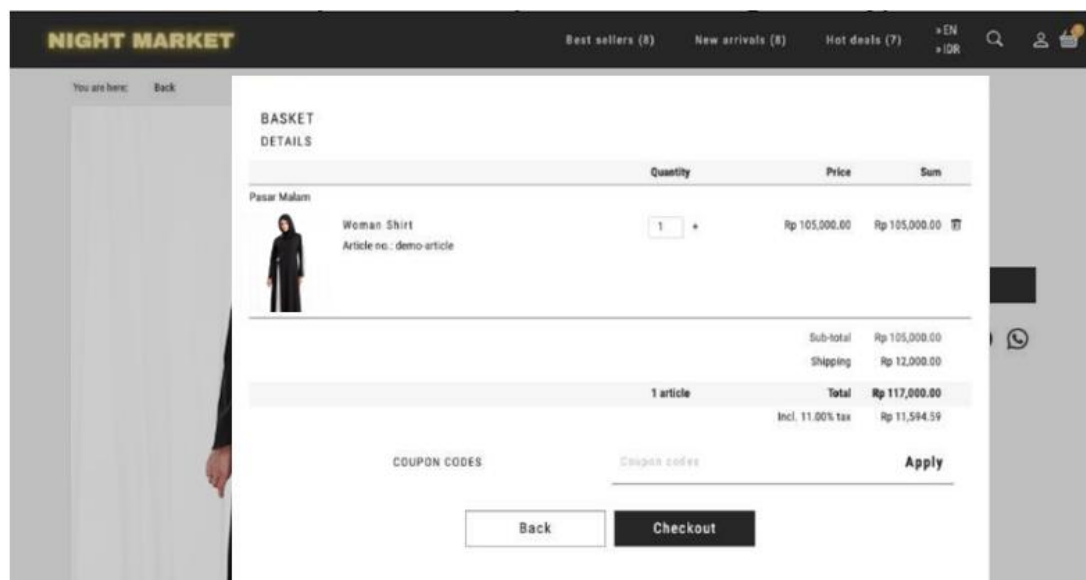 NIGHT MARKET
Best sellers (8) New arrivals (8) Hot deals (7)
» EN
» IDR
You are here: Back
BASKET
DETAILS
Quantity Price Sum
Pasar Malam
Woman Shirt 1 + Rp 105,000.00 Rp 105,000.00
Article no.: demo-article
Sub-total Rp 105,000.00
Shipping Rp 12,000.00
1 article Total Rp 117,000.00
Incl. 11.00% tax Rp 11,594.59
COUPON CODES Coupon codes Apply
Back Checkout